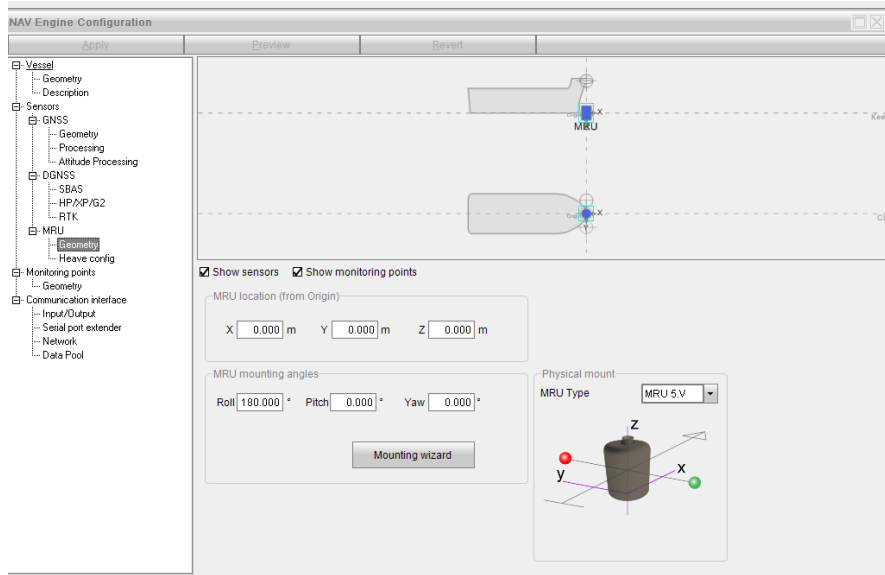 NAV Engine Configuration
Apply Preview Revert
Vessel
Geometry
Description
Sensors
GNSS
Geometry
Processing
Attitude Processing
DGNSS
SBAS
HP/XP/G2
RTK
MRU
Geometry
Heave config
Monitoring points
Geometry
Communication interface
Input/Output
Serial port extender
Network
Data Pool
X
MRU
Kee
X
Y
CL
Show sensors Show monitoring points
MRU location (from Origin)
X 0.000 m Y 0.000 m Z 0.000 m
MRU mounting angles
Roll 180.000 ° Pitch 0.000 ° Yaw 0.000 °
Mounting wizard
Physical mount
MRU Type MRU 5.V
z
y
x